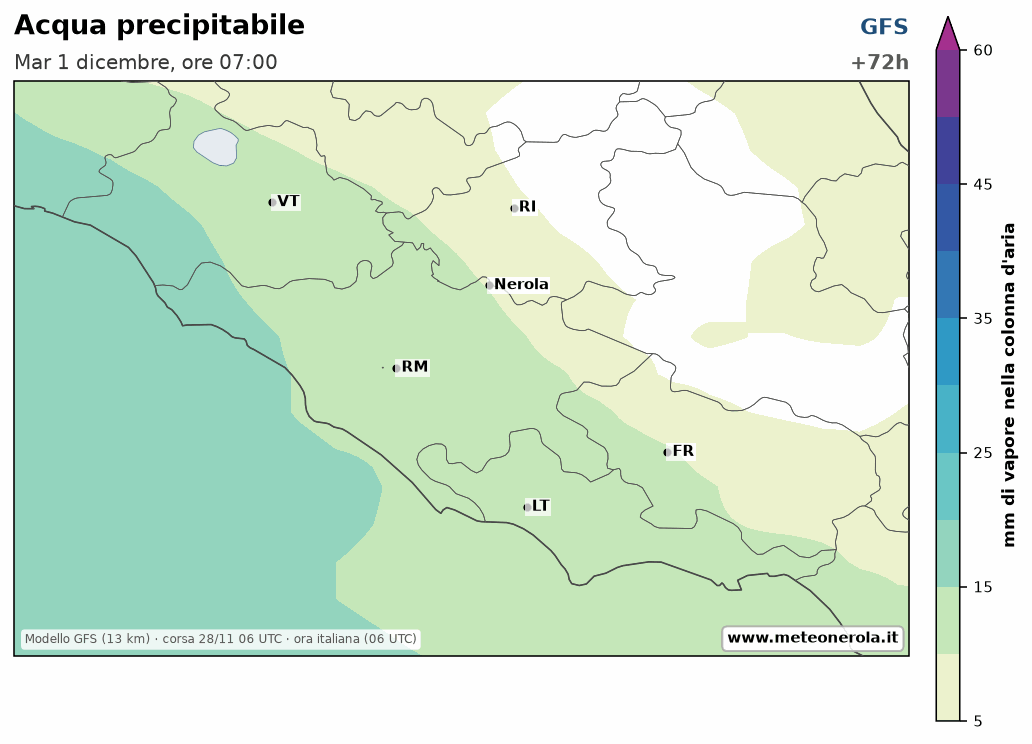 Acqua precipitabile
GFS
Mar 1 dicembre, ore 07:00
+72h
VT
RI
Nerola
RM
FR
LT
Modello GFS (13 km) · corsa 28/11 06 UTC · ora italiana (06 UTC)
www.meteonerola.it
60
45
35
25
15
5
mm di vapore nella colonna d'aria